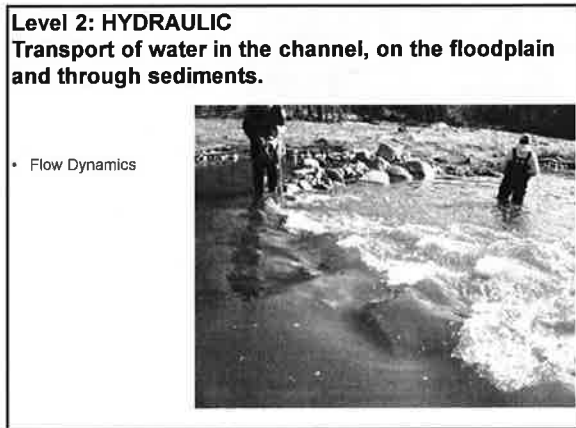 Level 2: HYDRAULIC
Transport of water in the channel, on the floodplain
and through sediments.
• Flow Dynamics